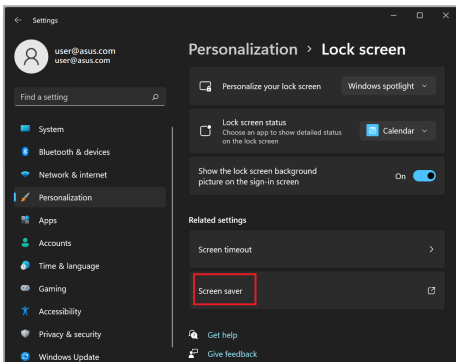 Settings
user@asus.com
user@asus.com
Find a setting
System
Bluetooth & devices
Network & internet
Personalization
Apps
Accounts
Time & language
Gaming
Accessibility
Privacy & security
Windows Update
Personalization > Lock screen
Personalize your lock screen
Windows spotlight
Lock screen status
Choose an app to show detailed status
on the lock screen
Calendar
Show the lock screen background
picture on the sign-in screen
On
Related settings
Screen timeout
Screen saver
Get help
Give feedback